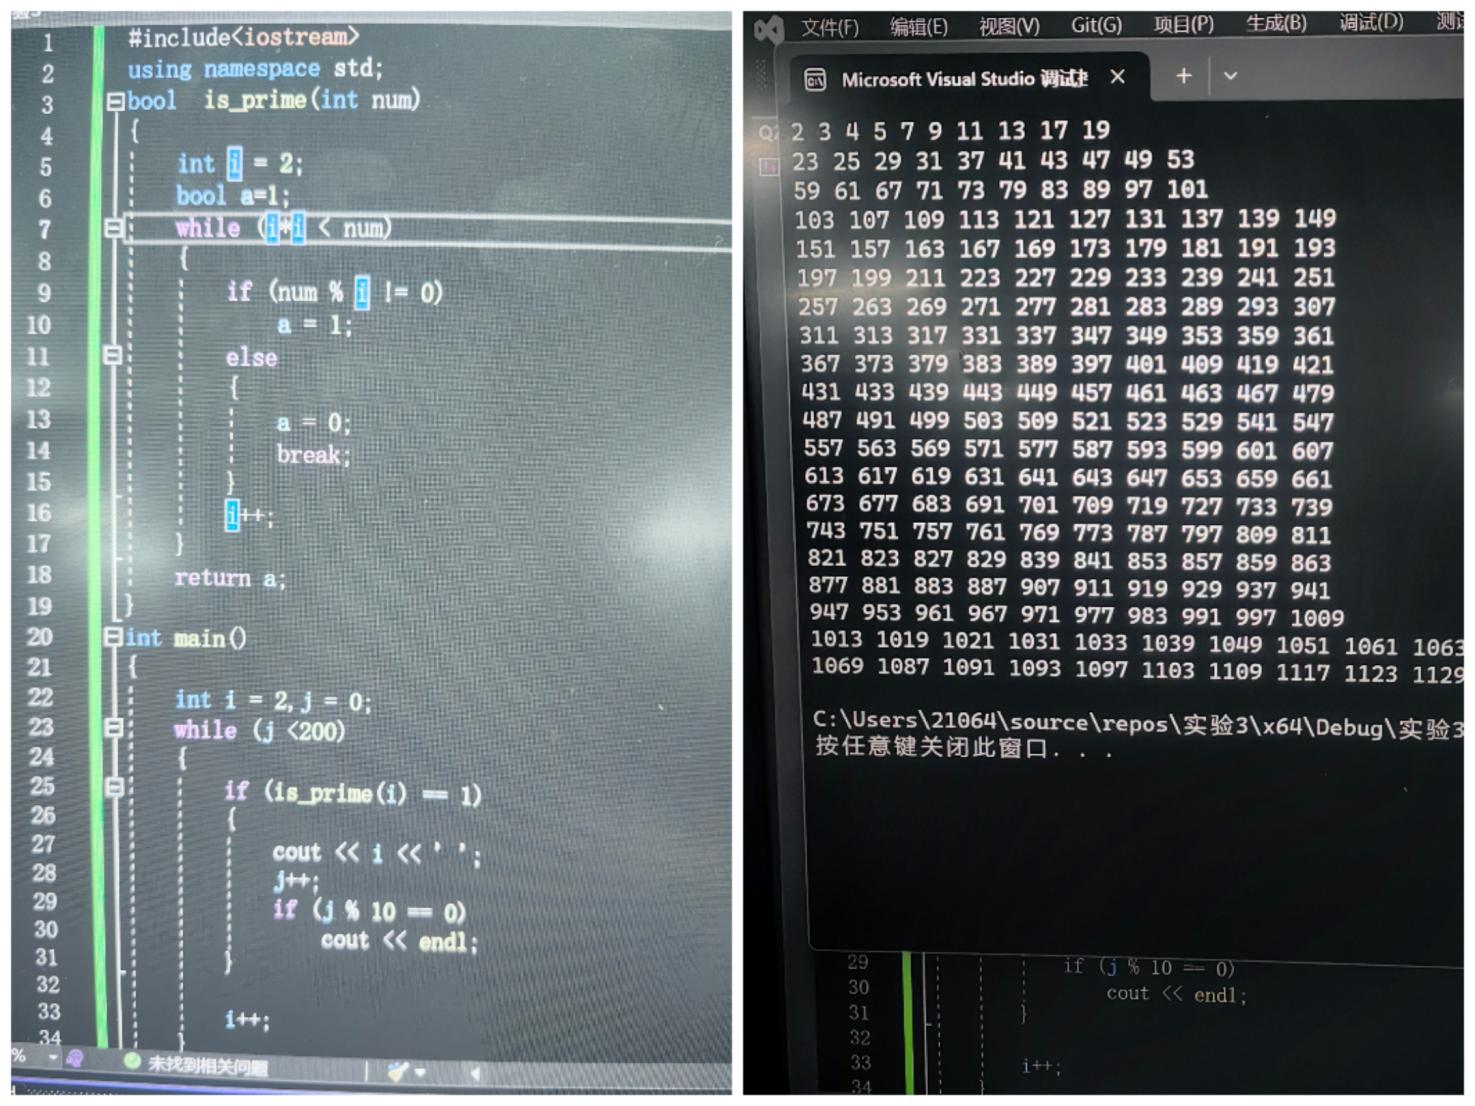 1 #include<iostream>
2 using namespace std;
3 bool is_prime(int num)
4 {
5 int i = 2;
6 bool a=1;
7 while (i*i < num)
8 {
9 if (num % i != 0)
10 a = 1;
11 else
12 {
13 a = 0;
14 break;
15 }
16 i++;
17 }
18 return a;
19 }
20 int main()
21 {
22 int i = 2,j = 0;
23 while (j <200)
24 {
25 if (is_prime(i) == 1)
26 {
27 cout << i << ' ';
28 j++;
29 if (j % 10 == 0)
30 cout << endl;
31 }
32
33 i++;
34 }
% 未找到相关问题
文件(F) 编辑(E) 视图(V) Git(G) 项目(P) 生成(B) 调试(D)
Microsoft Visual Studio 调试
2 3 4 5 7 9 11 13 17 19
23 25 29 31 37 41 43 47 49 53
59 61 67 71 73 79 83 89 97 101
103 107 109 113 121 127 131 137 139 149
151 157 163 167 169 173 179 181 191 193
197 199 211 223 227 229 233 239 241 251
257 263 269 271 277 281 283 289 293 307
311 313 317 331 337 347 349 353 359 361
367 373 379 383 389 397 401 409 419 421
431 433 439 443 449 457 461 463 467 479
487 491 499 503 509 521 523 529 541 547
557 563 569 571 577 587 593 599 601 607
613 617 619 631 641 643 647 653 659 661
673 677 683 691 701 709 719 727 733 739
743 751 757 761 769 773 787 797 809 811
821 823 827 829 839 841 853 857 859 863
877 881 883 887 907 911 919 929 937 941
947 953 961 967 971 977 983 991 997 1009
1013 1019 1021 1031 1033 1039 1049 1051 1061 1063
1069 1087 1091 1093 1097 1103 1109 1117 1123 1129
C:\Users\21064\source\repos\实验3\x64\Debug\实验3
按任意键关闭此窗口. . .
29 if (j % 10 == 0)
30 cout << endl;
31 }
32
33 i++;
34 }